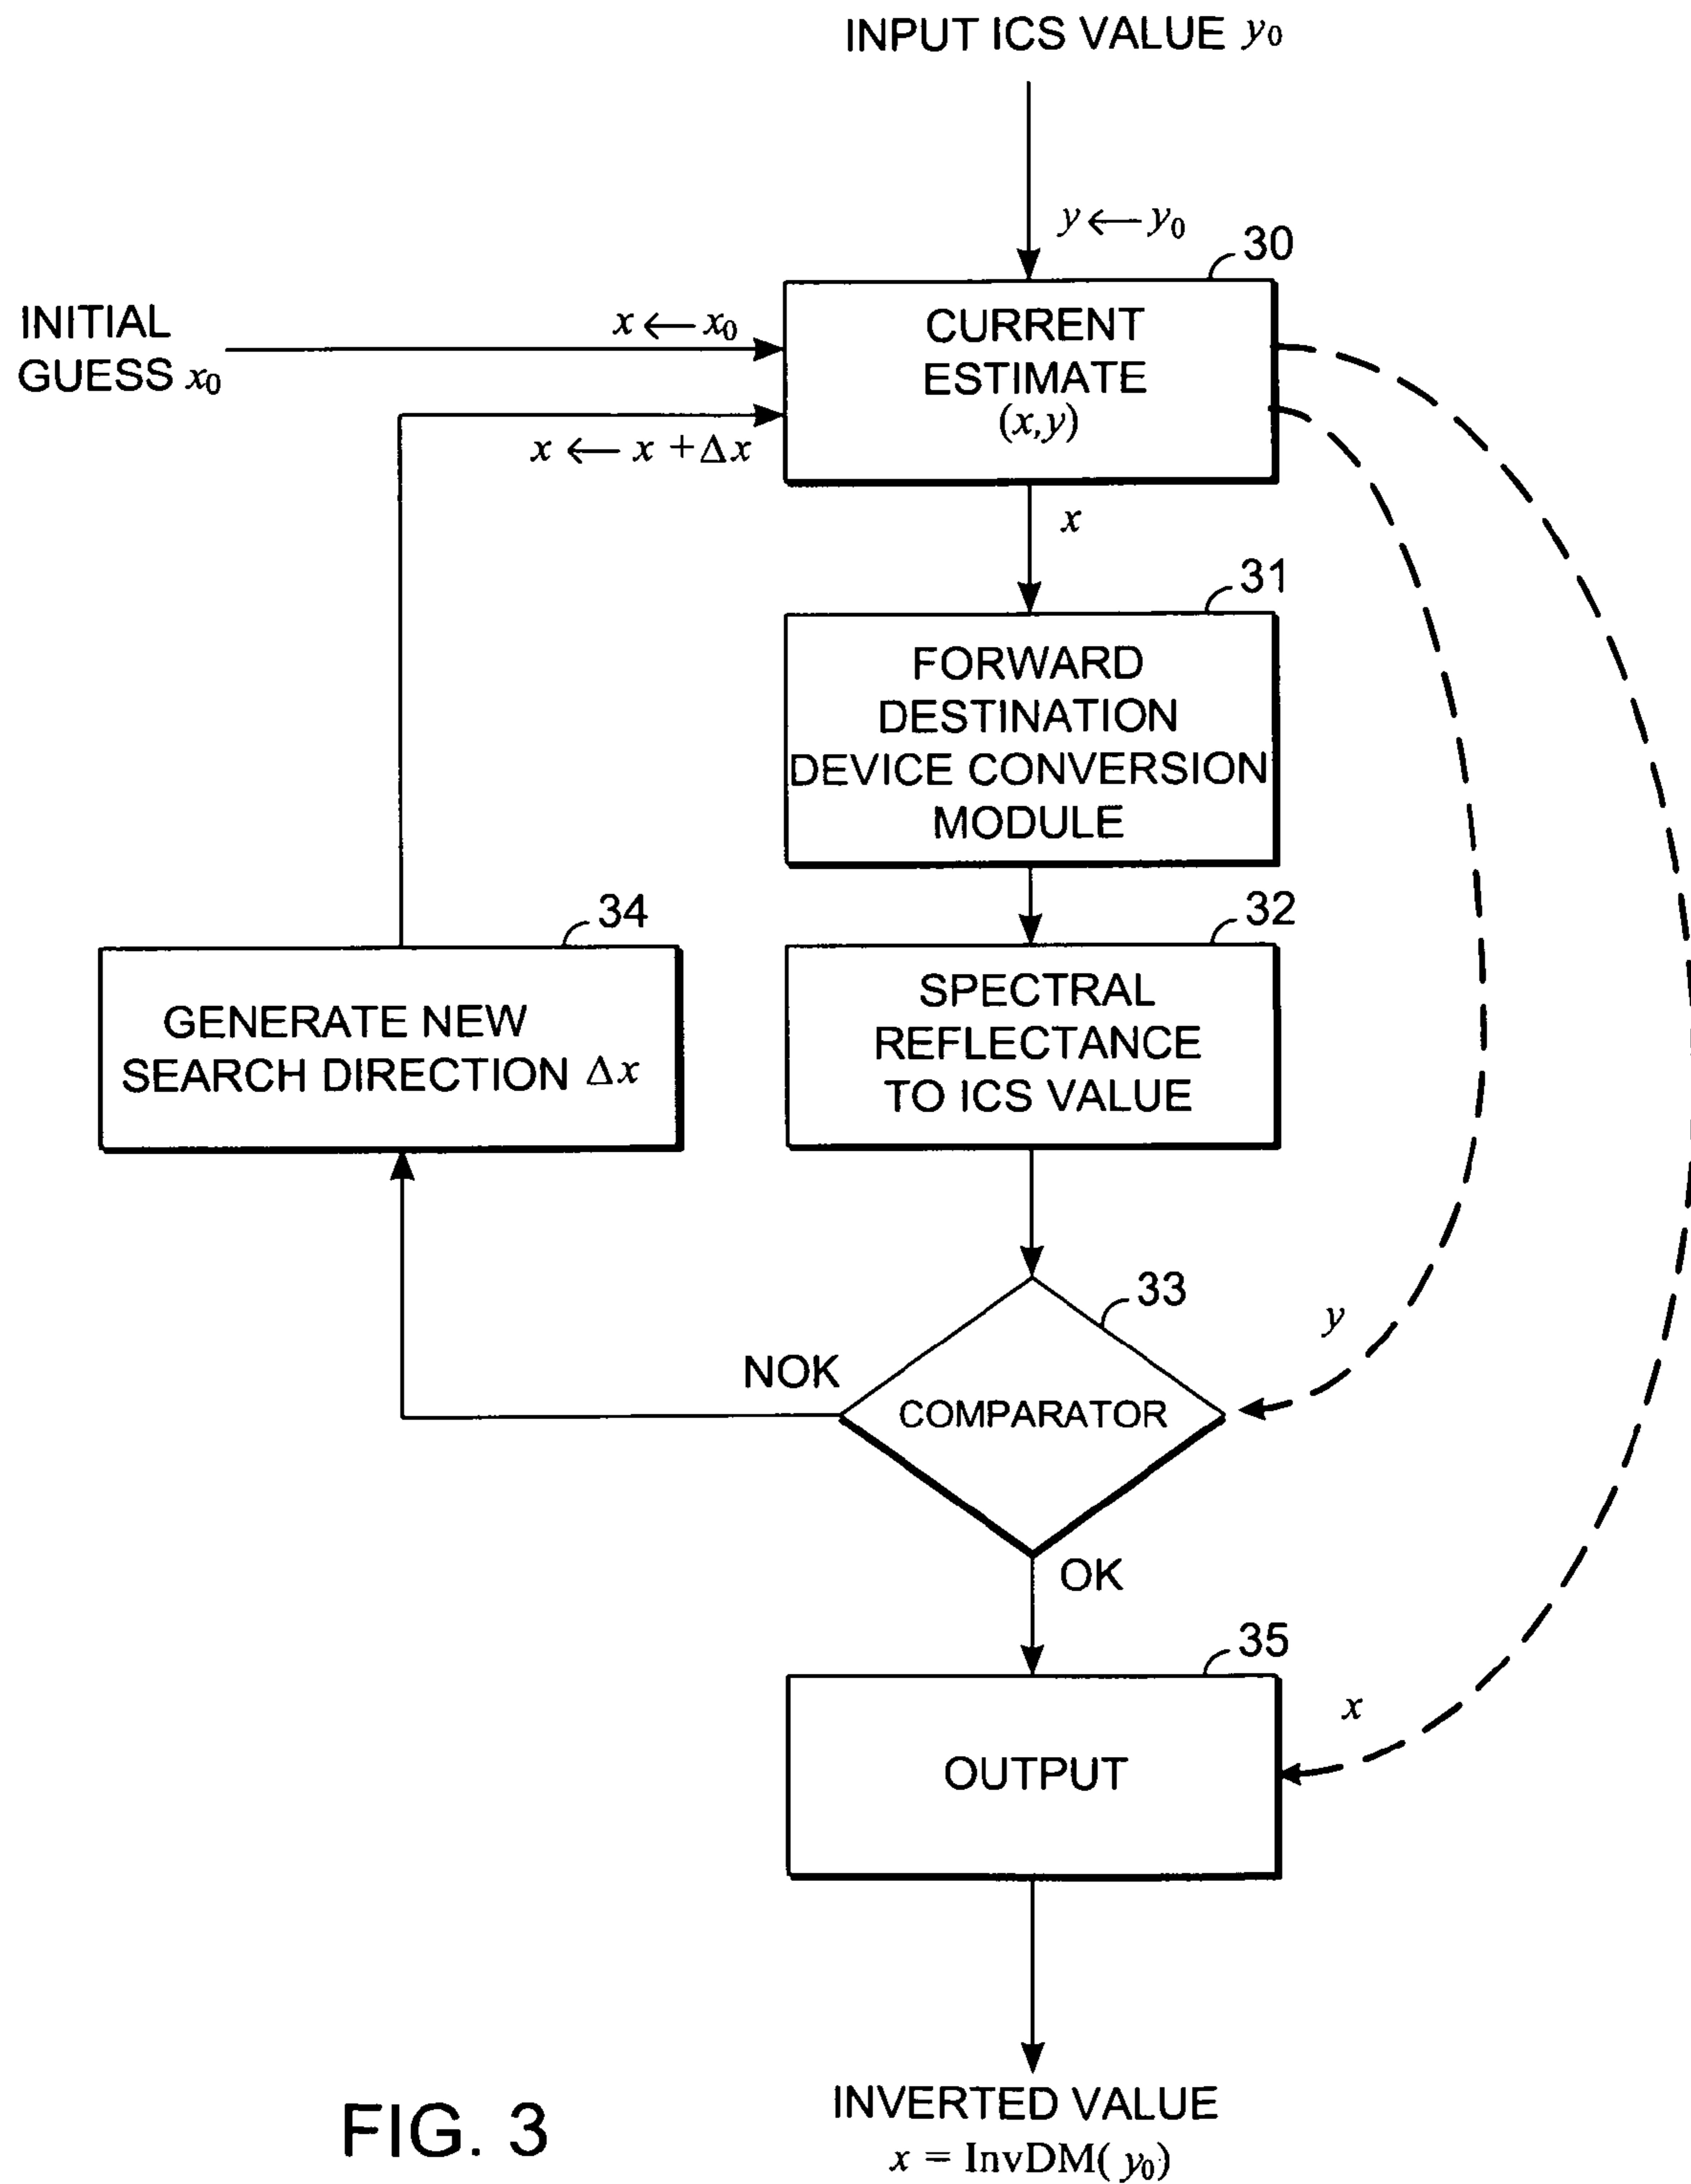 INPUT ICS VALUE y₀
y ← y₀
30
INITIAL
GUESS x₀
x ← x₀
CURRENT
ESTIMATE
(x,y)
x ← x + Δx
x
31
FORWARD
DESTINATION
DEVICE CONVERSION
MODULE
34
GENERATE NEW
SEARCH DIRECTION Δx
32
SPECTRAL
REFLECTANCE
TO ICS VALUE
33
NOK
COMPARATOR
y
OK
35
OUTPUT
x
INVERTED VALUE
x = InvDM( y₀)
FIG. 3